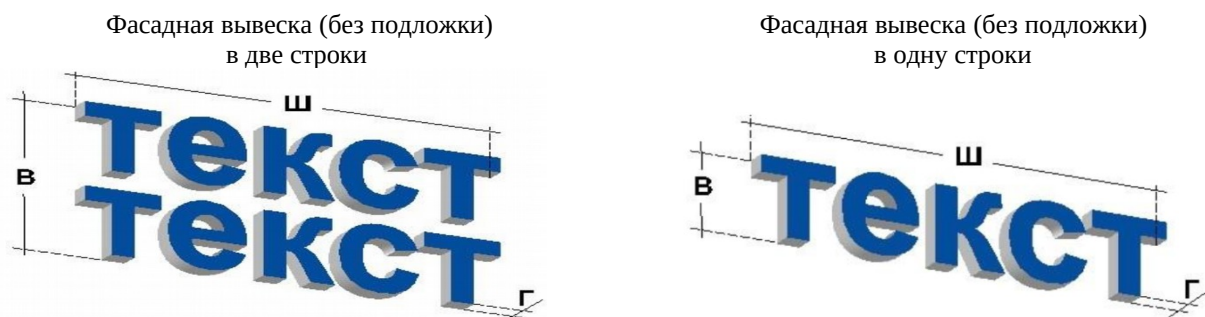 Фасадная вывеска (без подложки)
в две строки
Ш
В
текст
текст
Г
Фасадная вывеска (без подложки)
в одну строки
Ш
В
текст
Г